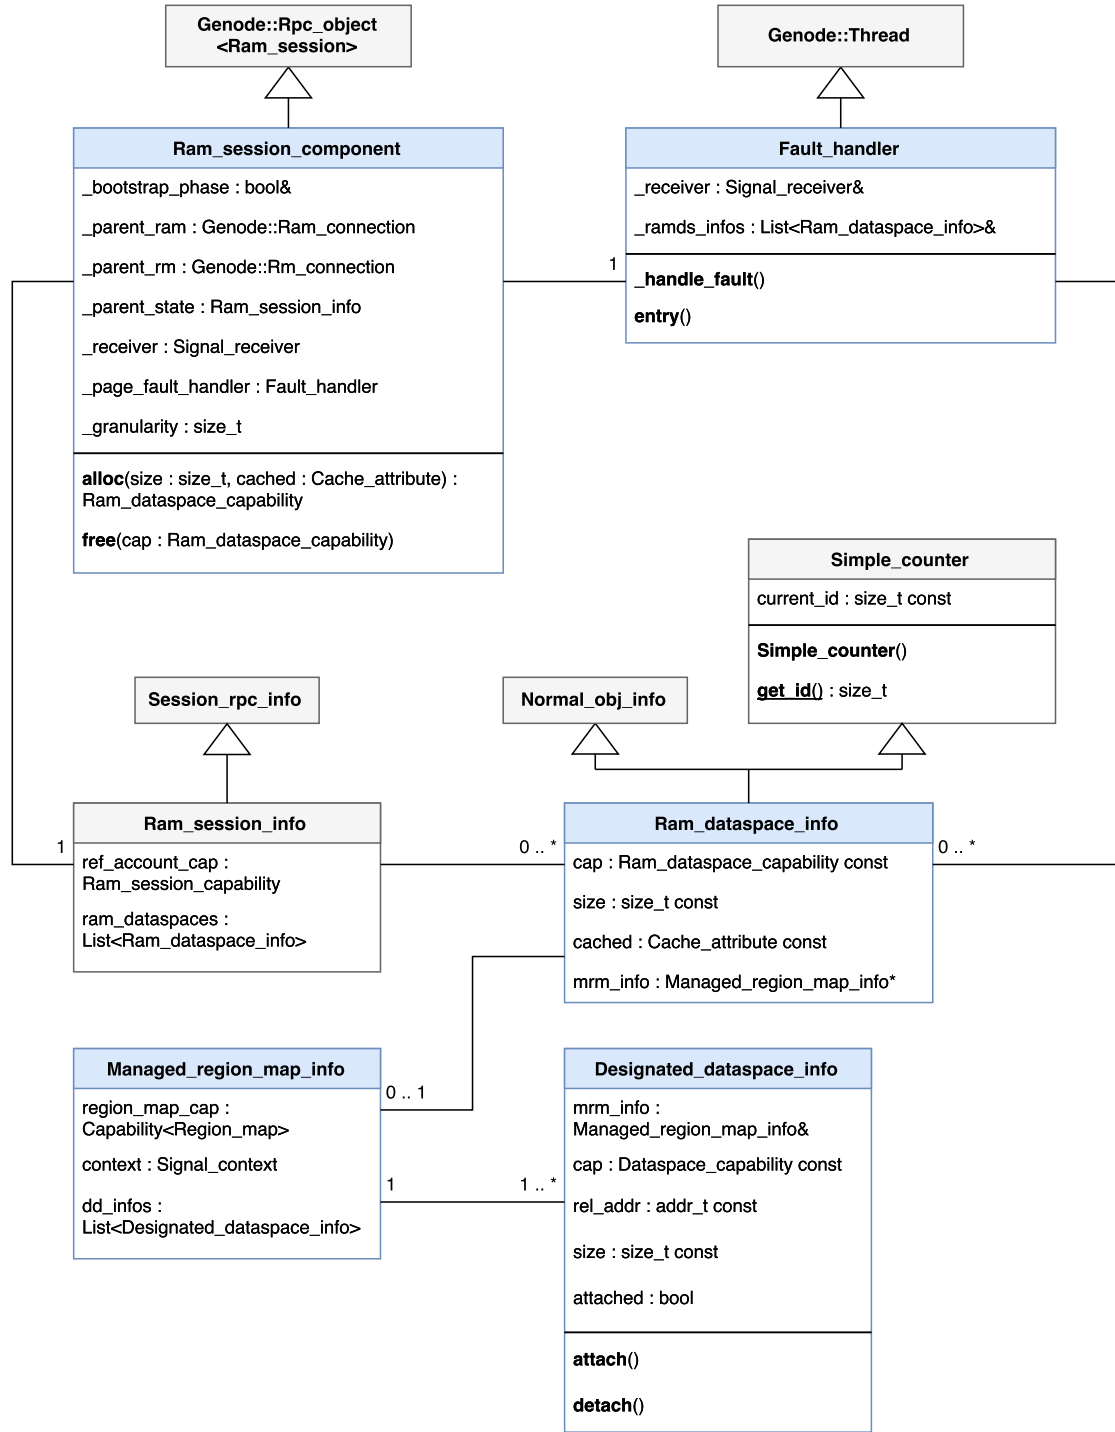 Genode::Rpc_object
<Ram_session>
Genode::Thread
Ram_session_component
_bootstrap_phase : bool&
_parent_ram : Genode::Ram_connection
_parent_rm : Genode::Rm_connection
_parent_state : Ram_session_info
_receiver : Signal_receiver
_page_fault_handler : Fault_handler
_granularity : size_t
alloc(size : size_t, cached : Cache_attribute) :
Ram_dataspace_capability
free(cap : Ram_dataspace_capability)
Fault_handler
_receiver : Signal_receiver&
_ramds_infos : List<Ram_dataspace_info>&
1
_handle_fault()
entry()
Simple_counter
current_id : size_t const
Simple_counter()
get_id() : size_t
Session_rpc_info
Normal_obj_info
Ram_session_info
1
ref_account_cap :
Ram_session_capability
ram_dataspaces :
List<Ram_dataspace_info>
Ram_dataspace_info
0 .. *
0 .. *
cap : Ram_dataspace_capability const
size : size_t const
cached : Cache_attribute const
mrm_info : Managed_region_map_info*
Managed_region_map_info
0 .. 1
region_map_cap :
Capability<Region_map>
context : Signal_context
1
1 .. *
dd_infos :
List<Designated_dataspace_info>
Designated_dataspace_info
mrm_info :
Managed_region_map_info&
cap : Dataspace_capability const
rel_addr : addr_t const
size : size_t const
attached : bool
attach()
detach()